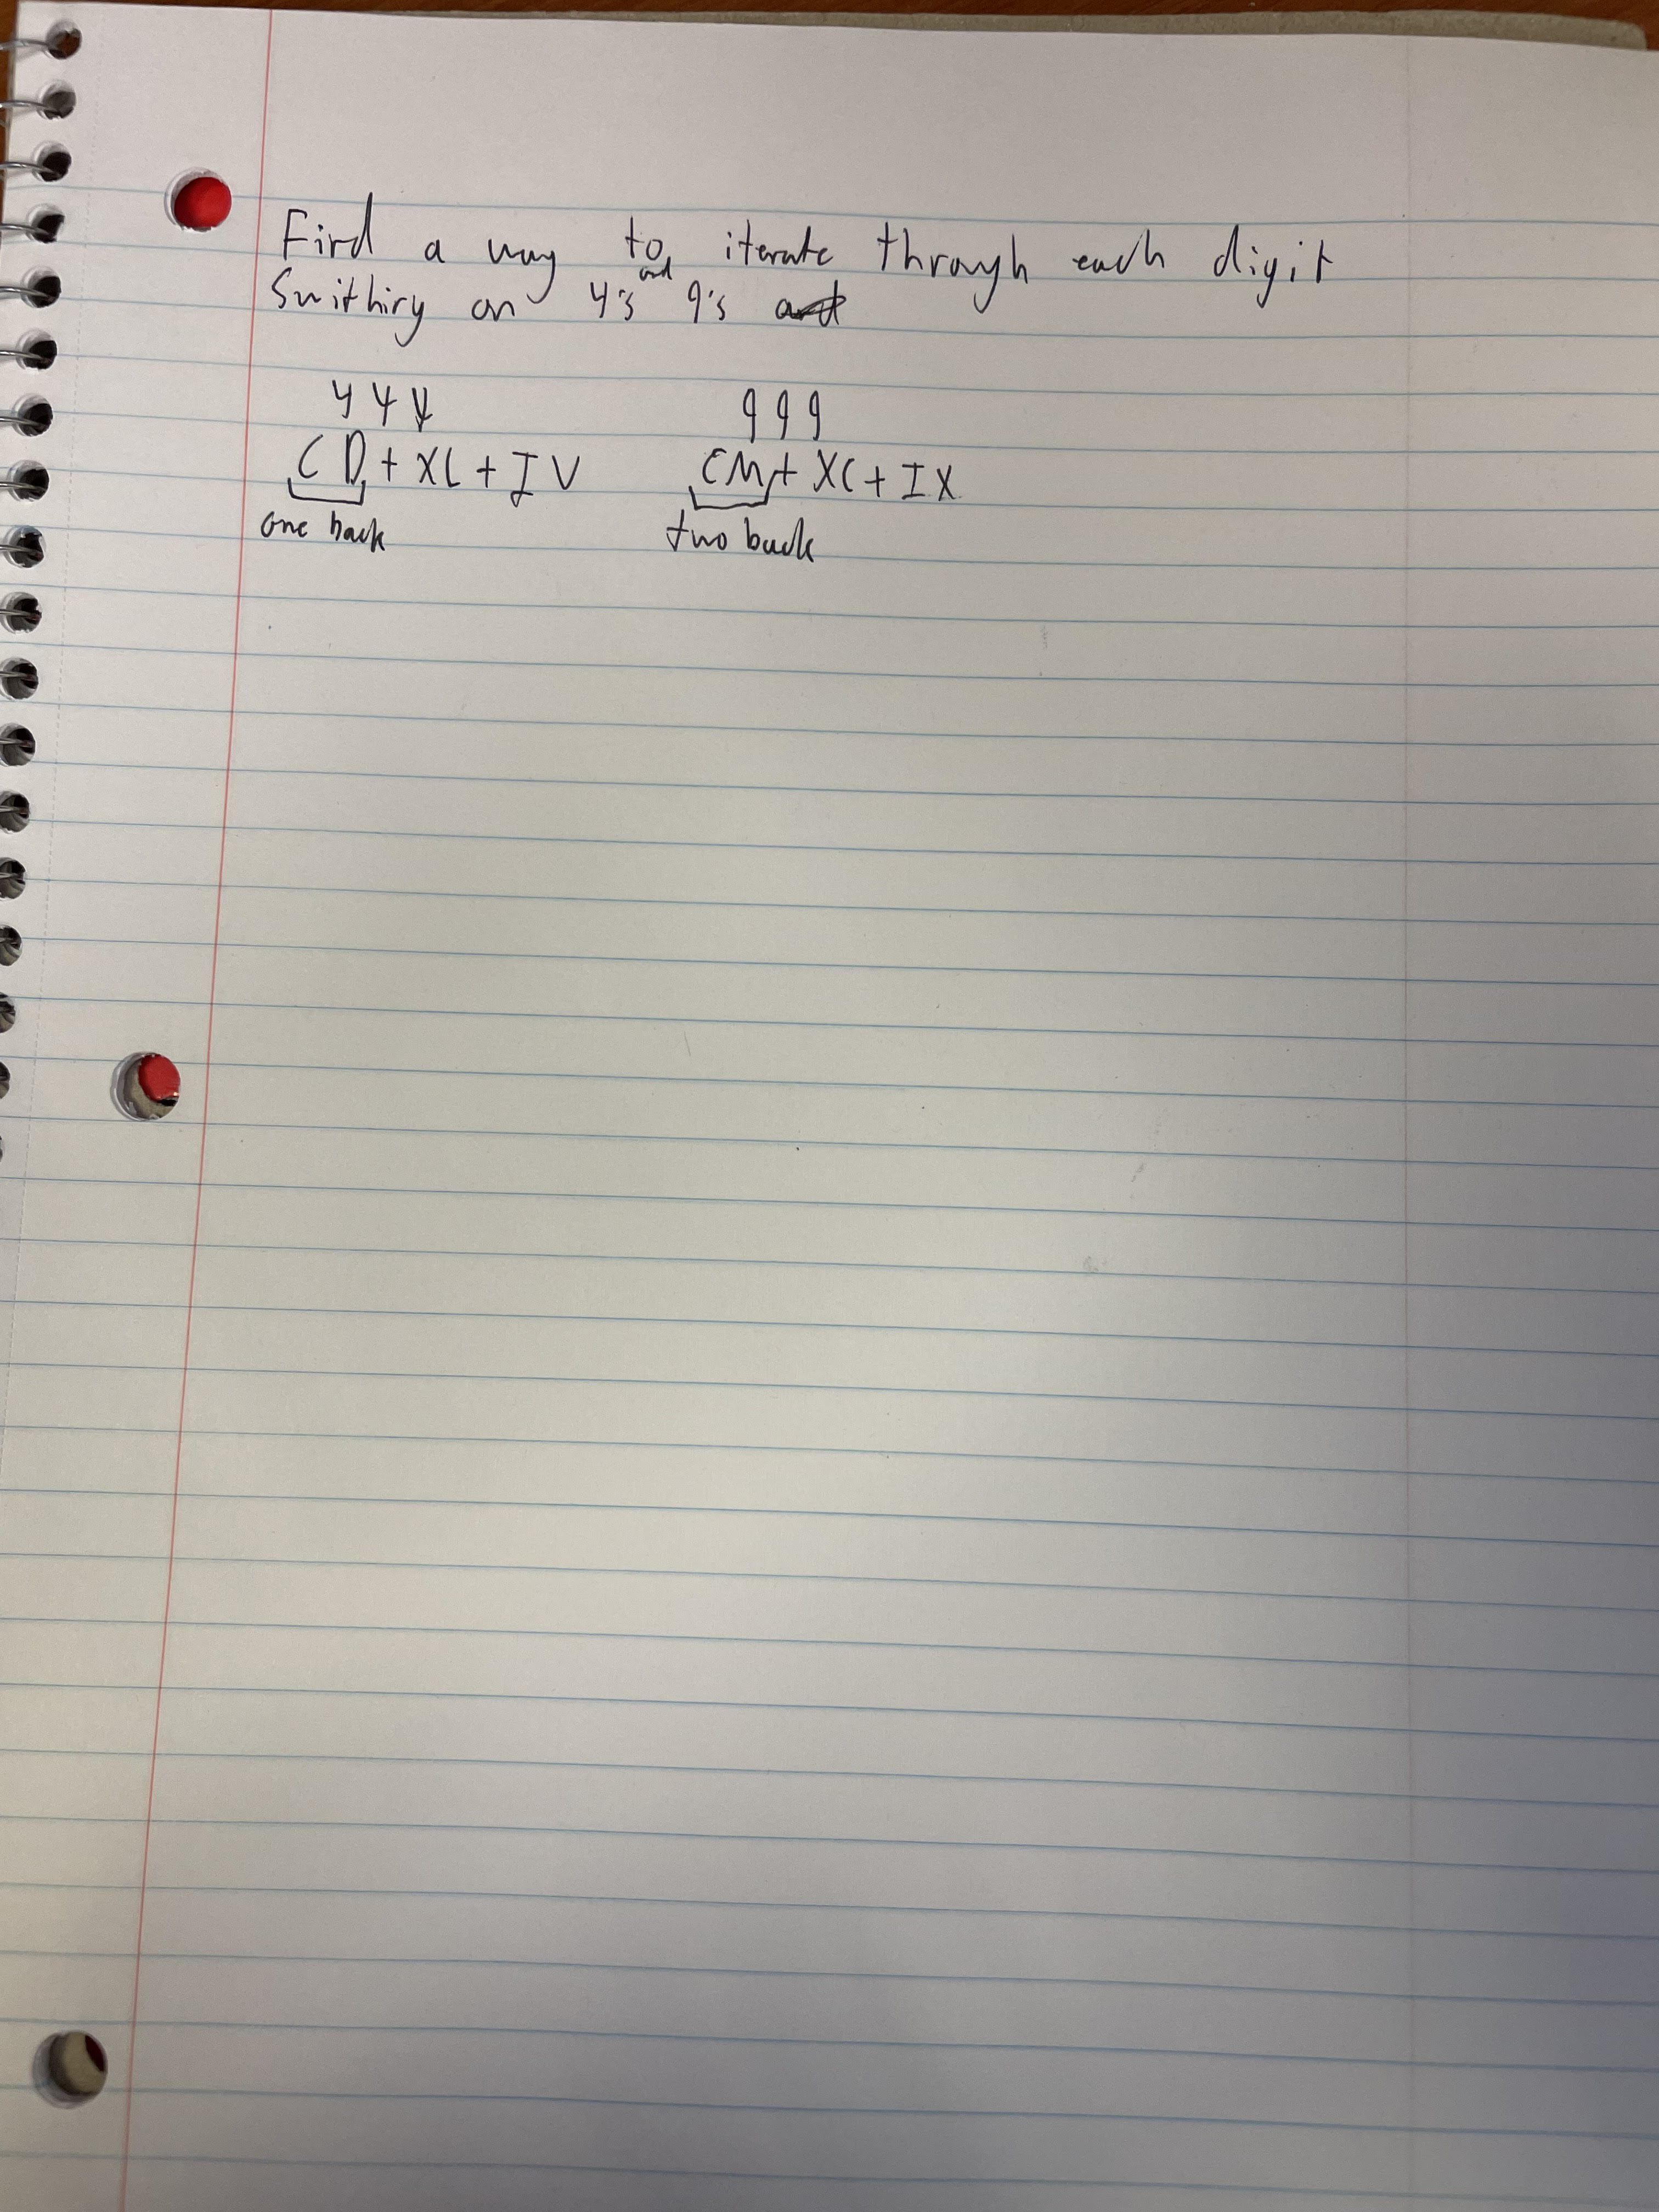 Find a way to iterate through each digit
Switching on 4's and 9's and
444 999
CD + XL + IV CM + XC + IX
one back two back